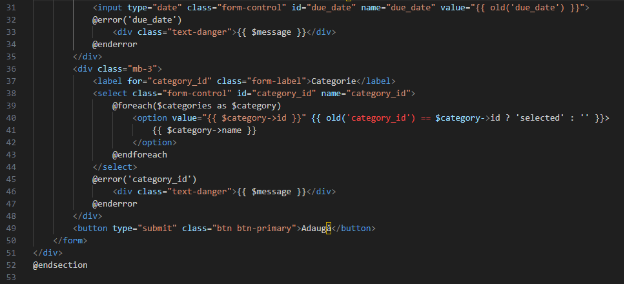 31 <input type="date" class="form-control" id="due_date" name="due_date" value="{{ old('due_date') }}">
32 @error('due_date')
33 <div class="text-danger">{{ $message }}</div>
34 @enderror
35 </div>
36 <div class="mb-3">
37 <label for="category_id" class="form-label">Categorie</label>
38 <select class="form-control" id="category_id" name="category_id">
39 @foreach($categories as $category)
40 <option value="{{ $category->id }}" {{ old('category_id') == $category->id ? 'selected' : '' }}>
41 {{ $category->name }}
42 </option>
43 @endforeach
44 </select>
45 @error('category_id')
46 <div class="text-danger">{{ $message }}</div>
47 @enderror
48 </div>
49 <button type="submit" class="btn btn-primary">Adaugă</button>
50 </form>
51 </div>
52 @endsection
53